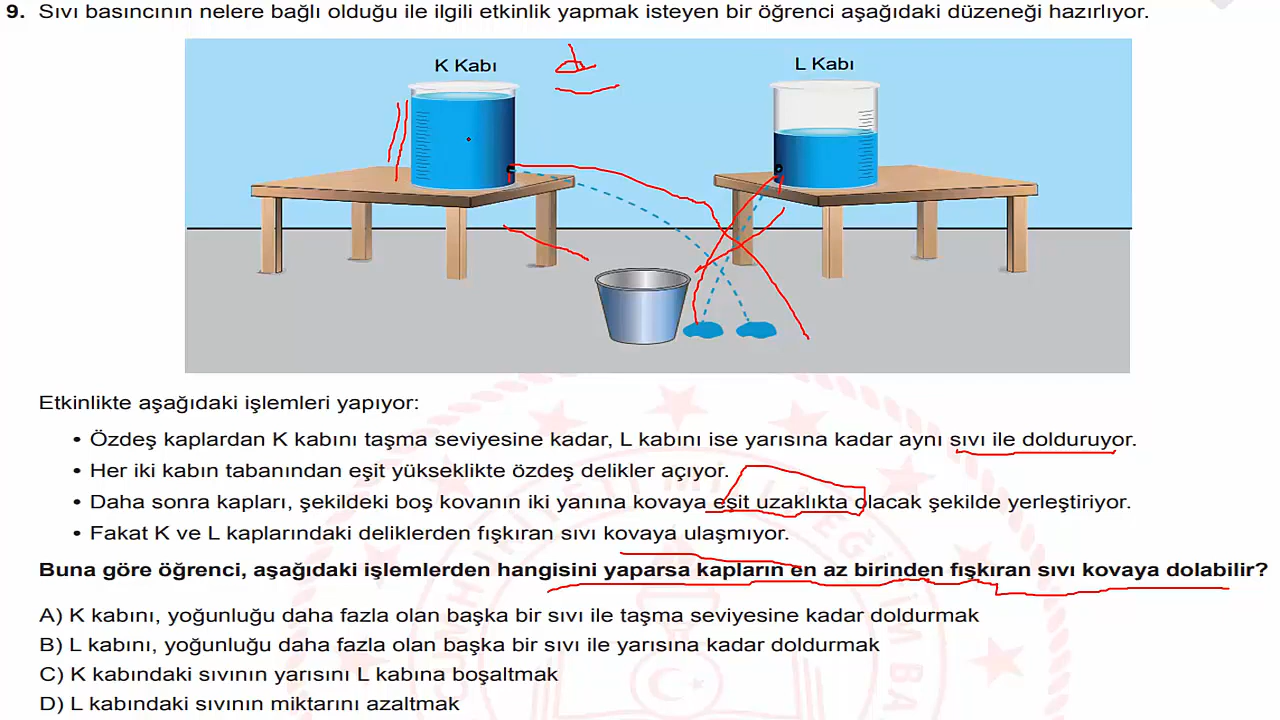 9. Sıvı basıncının nelere bağlı olduğu ile ilgili etkinlik yapmak isteyen bir öğrenci aşağıdaki düzeneği hazırlıyor.
K Kabı
L Kabı
Etkinlikte aşağıdaki işlemleri yapıyor:
• Özdeş kaplardan K kabını taşma seviyesine kadar, L kabını ise yarısına kadar aynı sıvı ile dolduruyor.
• Her iki kabın tabanından eşit yükseklikte özdeş delikler açıyor.
• Daha sonra kapları, şekildeki boş kovanın iki yanına kovaya eşit uzaklıkta olacak şekilde yerleştiriyor.
• Fakat K ve L kaplarındaki deliklerden fışkıran sıvı kovaya ulaşmıyor.
Buna göre öğrenci, aşağıdaki işlemlerden hangisini yaparsa kapların en az birinden fışkıran sıvı kovaya dolabilir?
A) K kabını, yoğunluğu daha fazla olan başka bir sıvı ile taşma seviyesine kadar doldurmak
B) L kabını, yoğunluğu daha fazla olan başka bir sıvı ile yarısına kadar doldurmak
C) K kabındaki sıvının yarısını L kabına boşaltmak
D) L kabındaki sıvının miktarını azaltmak